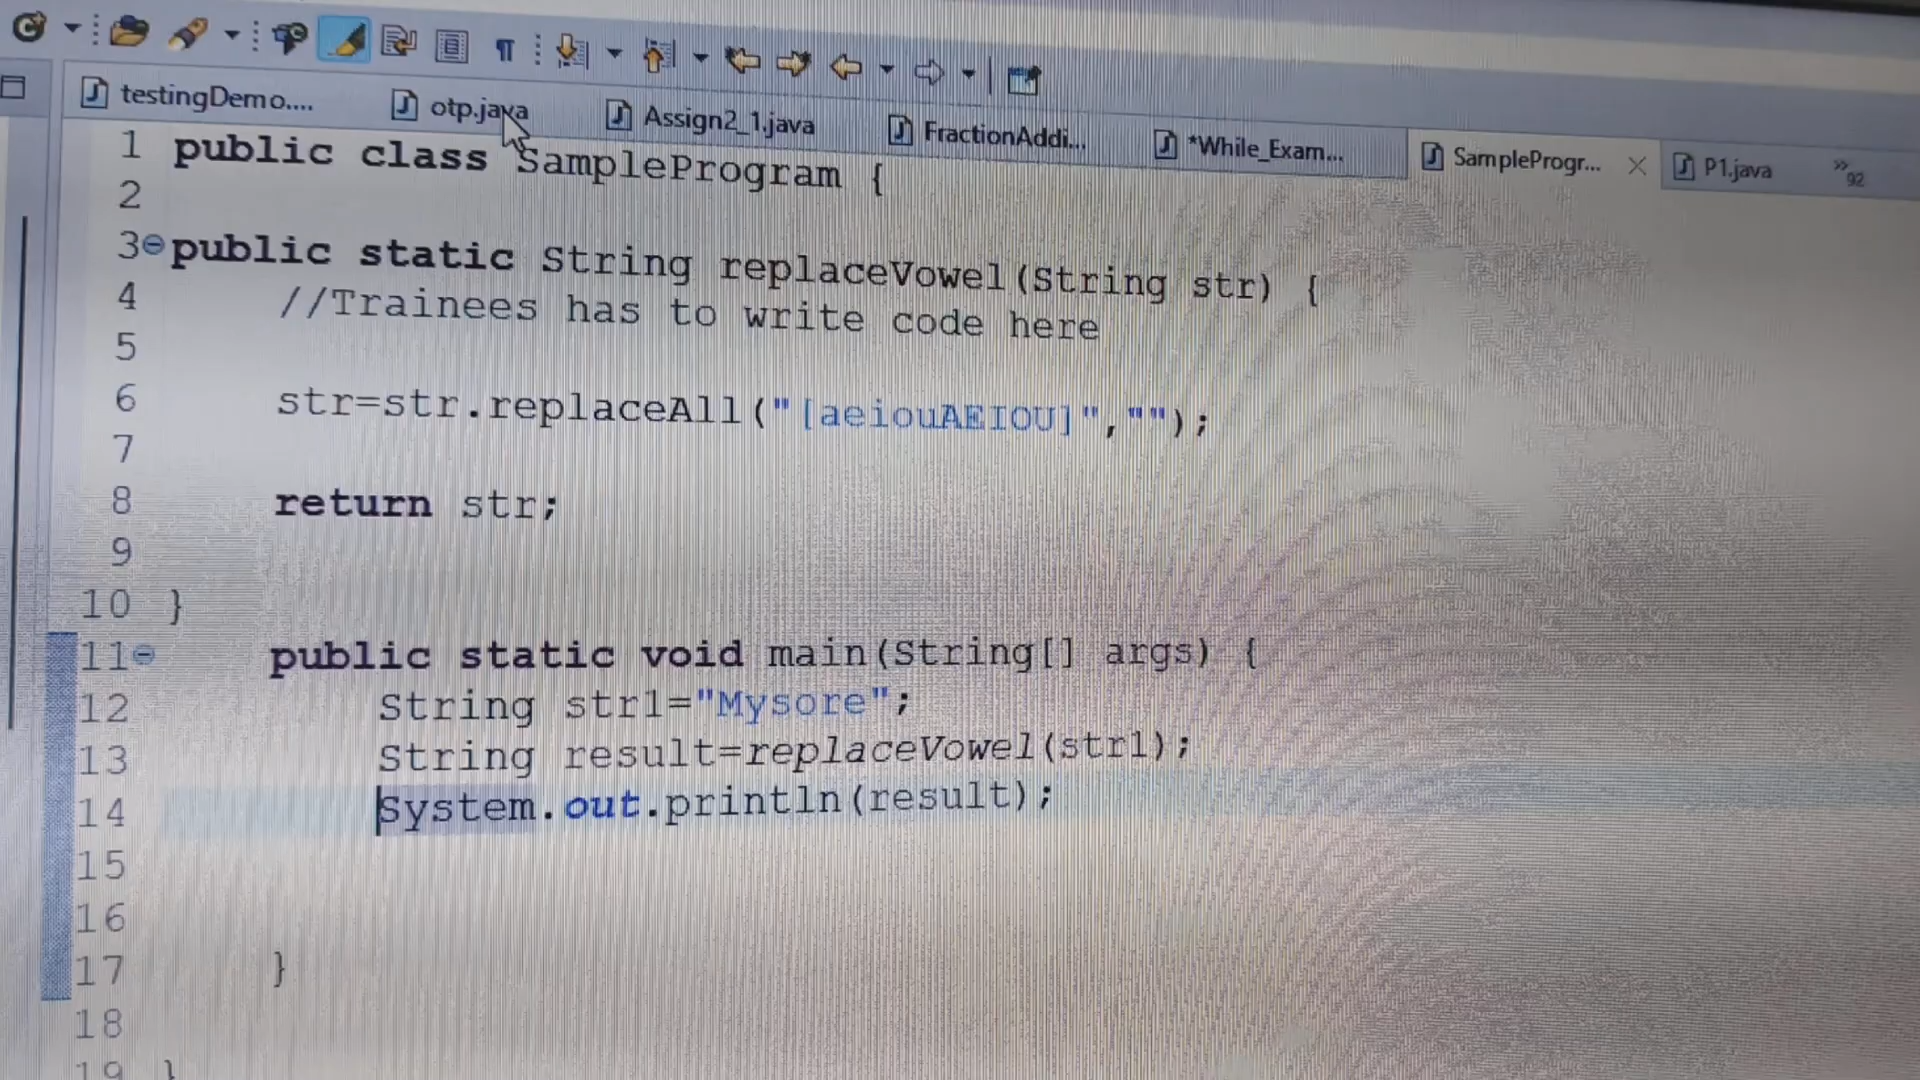 testingDemo.... otp.java Assign2_1.java FractionAddi... *While_Exam... SampleProgr... P1.java »92
1 public class SampleProgram {
2
3 public static String replaceVowel(String str) {
4 //Trainees has to write code here
5
6 str=str.replaceAll("[aeiouAEIOU]","");
7
8 return str;
9
10 }
11 public static void main(String[] args) {
12 String str1="Mysore";
13 String result=replaceVowel(str1);
14 System.out.println(result);
15
16
17 }
18
19 }